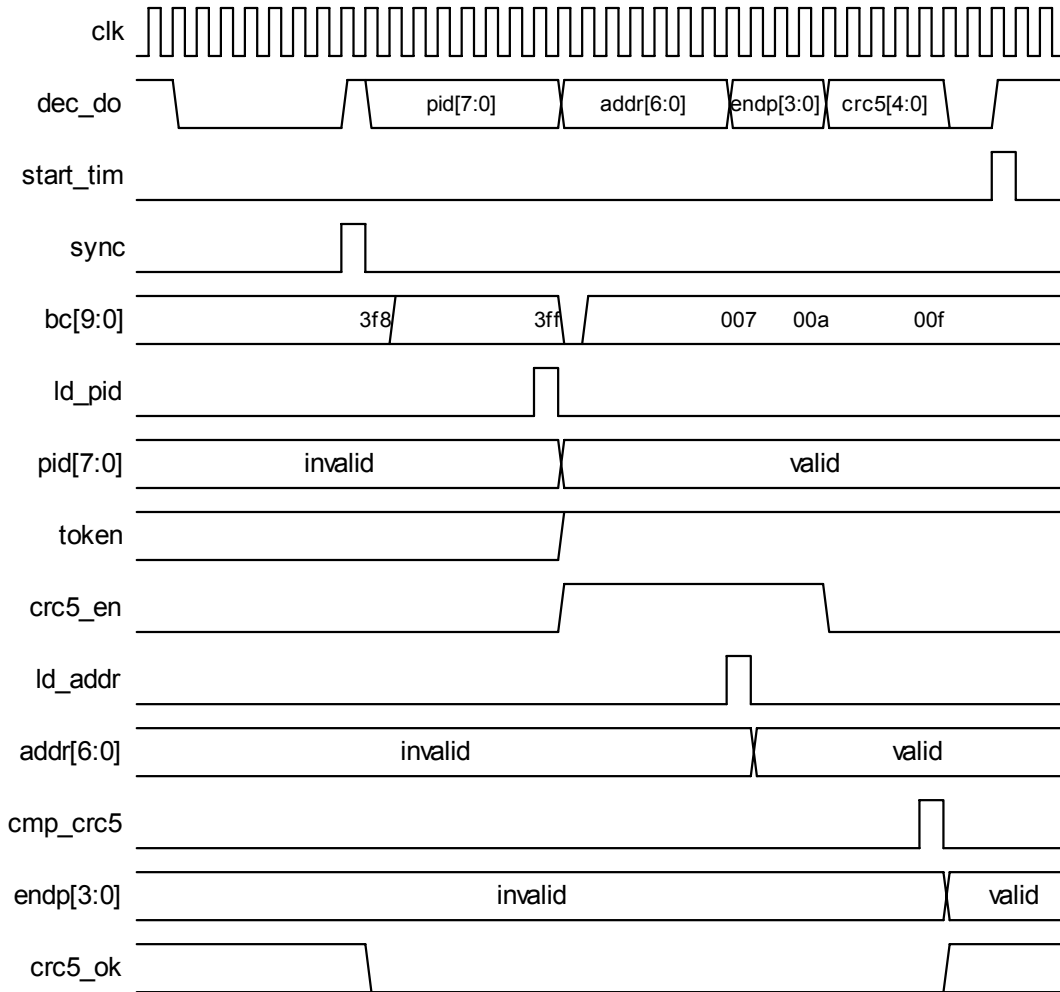 clk
dec_do pid[7:0] addr[6:0] endp[3:0] crc5[4:0]
start_tim
sync
bc[9:0] 3f8 3ff 007 00a 00f
ld_pid
pid[7:0] invalid valid
token
crc5_en
ld_addr
addr[6:0] invalid valid
cmp_crc5
endp[3:0] invalid valid
crc5_ok